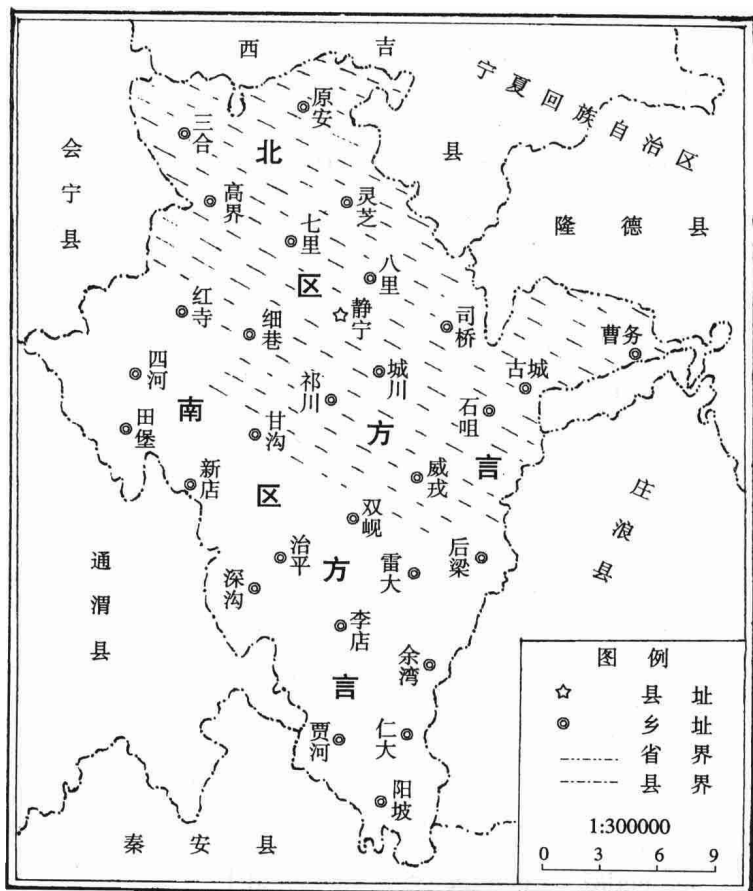 西 吉
县
宁夏回族自治区
会宁县
隆德县
庄浪县
通渭县
秦安县
北区方言
南区方言
原安
三合
高界
灵芝
七里
八里
红寺
细巷
静宁
司桥
曹务
四河
祁川
城川
古城
石咀
田堡
甘沟
新店
威戎
双岘
治平
雷大
后梁
深沟
李店
余湾
贾河
仁大
阳坡
图 例
县 址
乡 址
省 界
县 界
1:300000
0 3 6 9